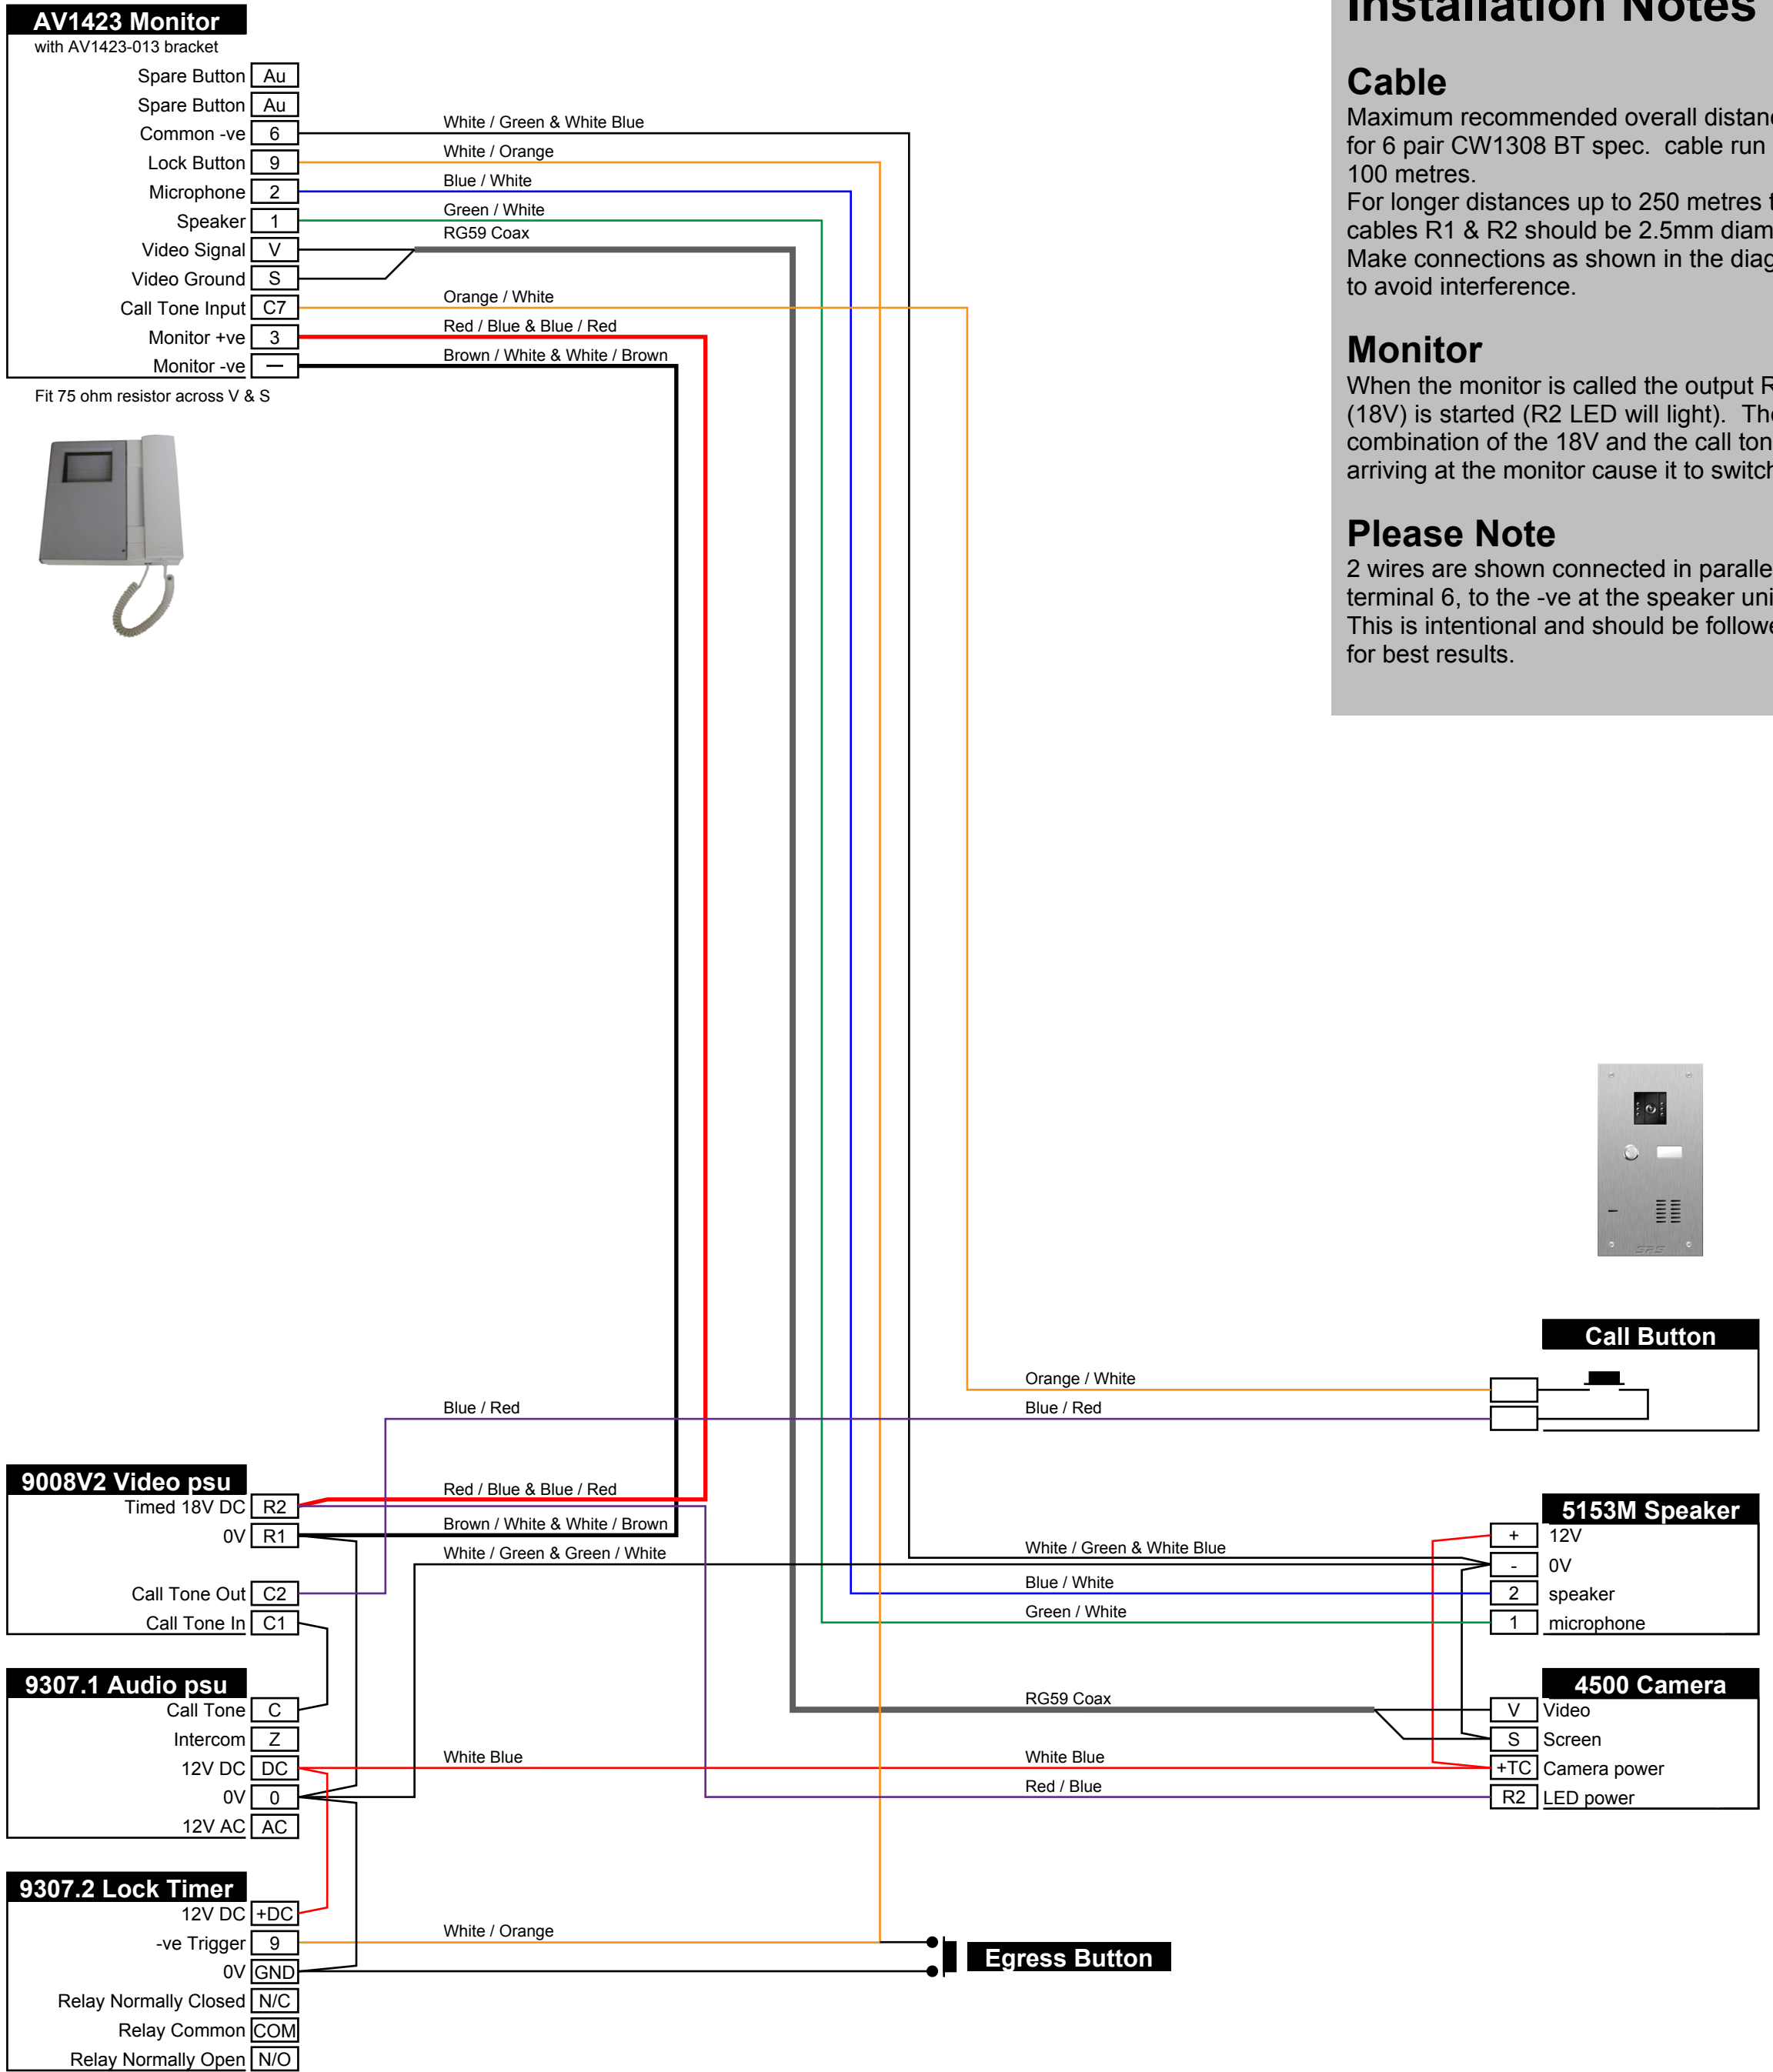 AV1423 Monitor
with AV1423-013 bracket
Spare Button Au
Spare Button Au
Common -ve 6
Lock Button 9
Microphone 2
Speaker 1
Video Signal V
Video Ground S
Call Tone Input C7
Monitor +ve 3
Monitor -ve —
Fit 75 ohm resistor across V & S
White / Green & White Blue
White / Orange
Blue / White
Green / White
RG59 Coax
Orange / White
Red / Blue & Blue / Red
Brown / White & White / Brown
Installation Notes
Cable
Maximum recommended overall
for 6 pair CW1308 BT spec. cable run
100 metres.
For longer distances up to 250 metres
cables R1 & R2 should be 2.5mm
Make connections as shown in the
to avoid interference.
Monitor
When the monitor is called the output
(18V) is started (R2 LED will light).
combination of the 18V and the call
arriving at the monitor cause it to
Please Note
2 wires are shown connected in
terminal 6, to the -ve at the speaker
This is intentional and should be
for best results.
SRS
Call Button
Orange / White
Blue / Red
Blue / Red
9008V2 Video psu
Timed 18V DC R2
0V R1
Call Tone Out C2
Call Tone In C1
Red / Blue & Blue / Red
Brown / White & White / Brown
White / Green & Green / White
White / Green & White Blue
Blue / White
Green / White
5153M Speaker
+ 12V
- 0V
2 speaker
1 microphone
9307.1 Audio psu
Call Tone C
Intercom Z
12V DC DC
0V 0
12V AC AC
White Blue
RG59 Coax
White Blue
Red / Blue
4500 Camera
V Video
S Screen
+TC Camera power
R2 LED power
9307.2 Lock Timer
12V DC +DC
-ve Trigger 9
0V GND
Relay Normally Closed N/C
Relay Common COM
Relay Normally Open N/O
White / Orange
Egress Button